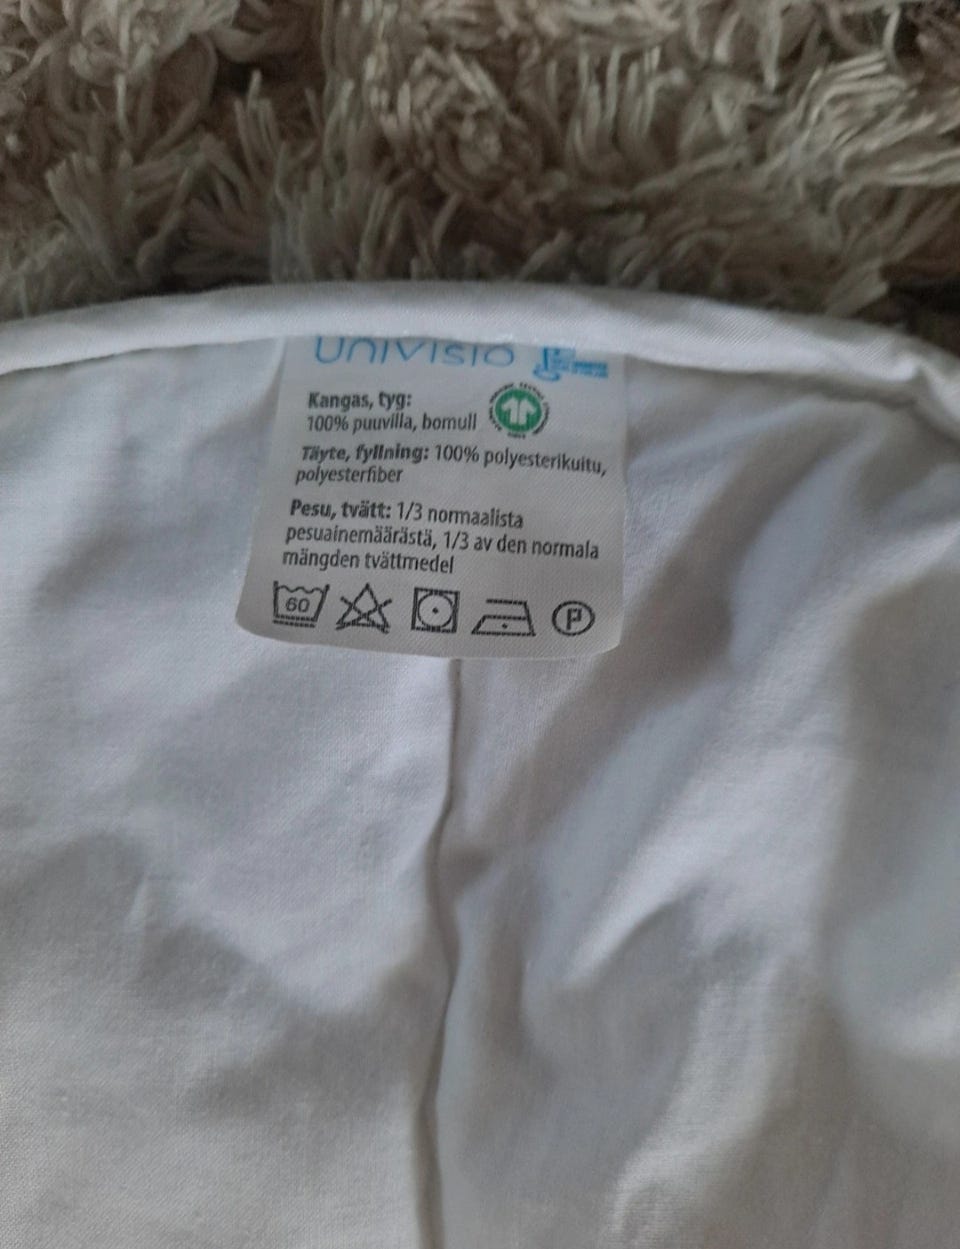 univisio
Kangas, tyg:
100% puuvilla, bomull
Täyte, fyllning: 100% polyesterikuitu,
polyesterfiber
Pesu, tvätt: 1/3 normaalista
pesuainemäärästä, 1/3 av den normala
mängden tvättmedel
60
P